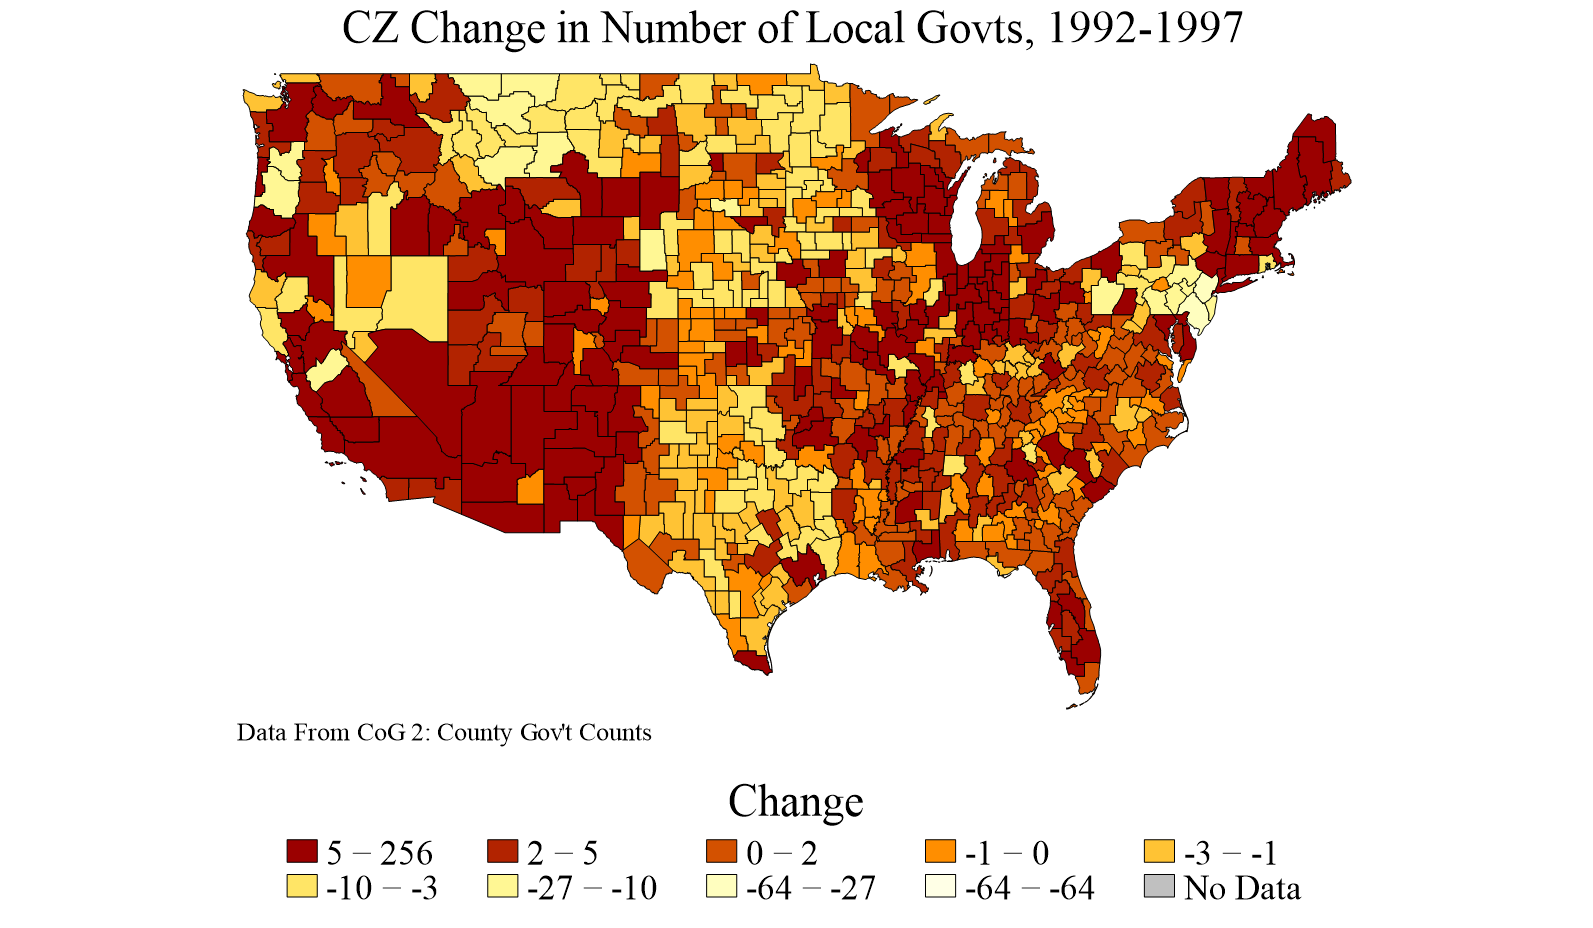 CZ Change in Number of Local Govts, 1992-1997
Data From CoG 2: County Gov't Counts
Change
5 − 256 2 − 5 0 − 2 -1 − 0 -3 − -1
-10 − -3 -27 − -10 -64 − -27 -64 − -64 No Data